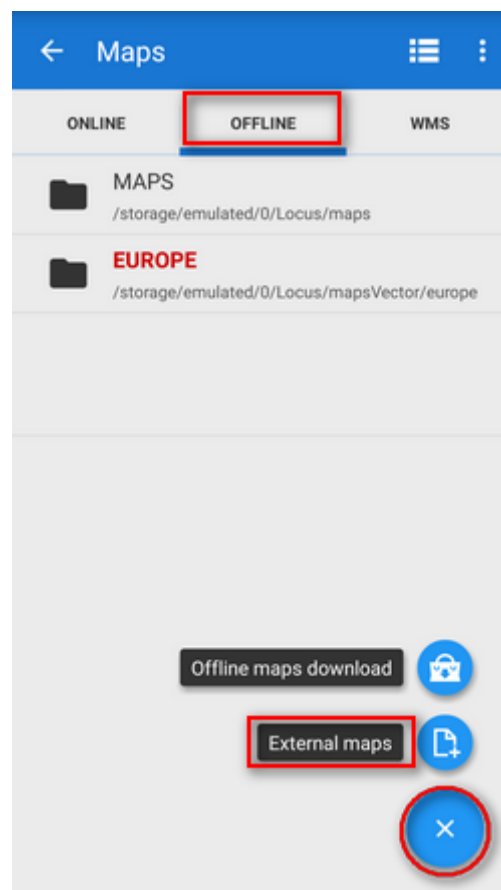 Maps
ONLINE OFFLINE WMS
MAPS
/storage/emulated/0/Locus/maps
EUROPE
/storage/emulated/0/Locus/mapsVector/europe
Offline maps download
External maps